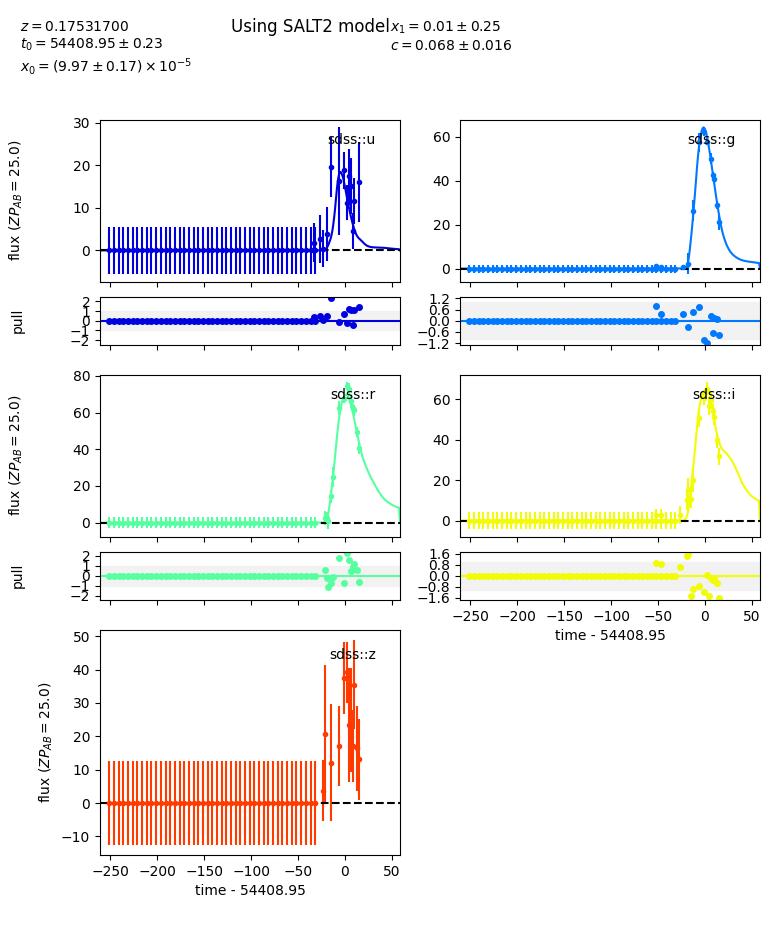 z = 0.17531700
t₀ = 54408.95 ± 0.23
x₀ = (9.97 ± 0.17) × 10⁻⁵
Using SALT2 model
x₁ = 0.01 ± 0.25
c = 0.068 ± 0.016
flux (ZP_AB = 25.0)
30
20
10
0
sdss::u
60
40
20
0
sdss::g
pull
2
1
0
−1
−2
1.2
0.6
0.0
−0.6
−1.2
flux (ZP_AB = 25.0)
80
60
40
20
0
sdss::r
60
40
20
0
sdss::i
pull
2
1
0
−1
−2
1.6
0.8
0.0
−0.8
−1.6
−250 −200 −150 −100 −50 0 50
time - 54408.95
flux (ZP_AB = 25.0)
50
40
30
20
10
0
−10
sdss::z
−250 −200 −150 −100 −50 0 50
time - 54408.95